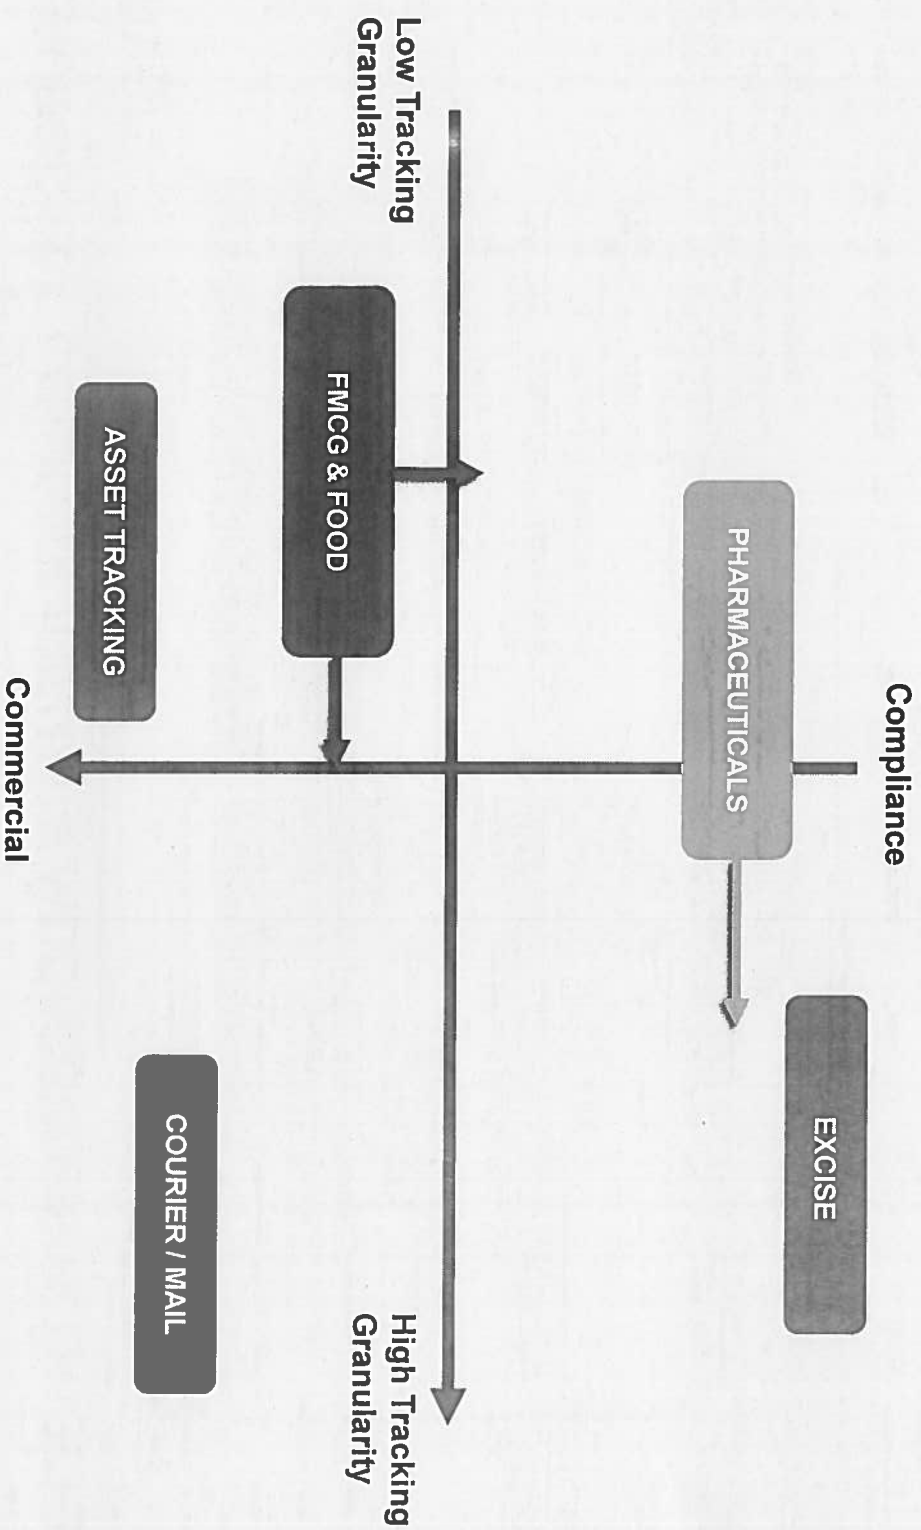 Compliance
EXCISE
PHARMACEUTICALS
Low Tracking
Granularity
High Tracking
Granularity
FMCG & FOOD
COURIER / MAIL
ASSET TRACKING
Commercial